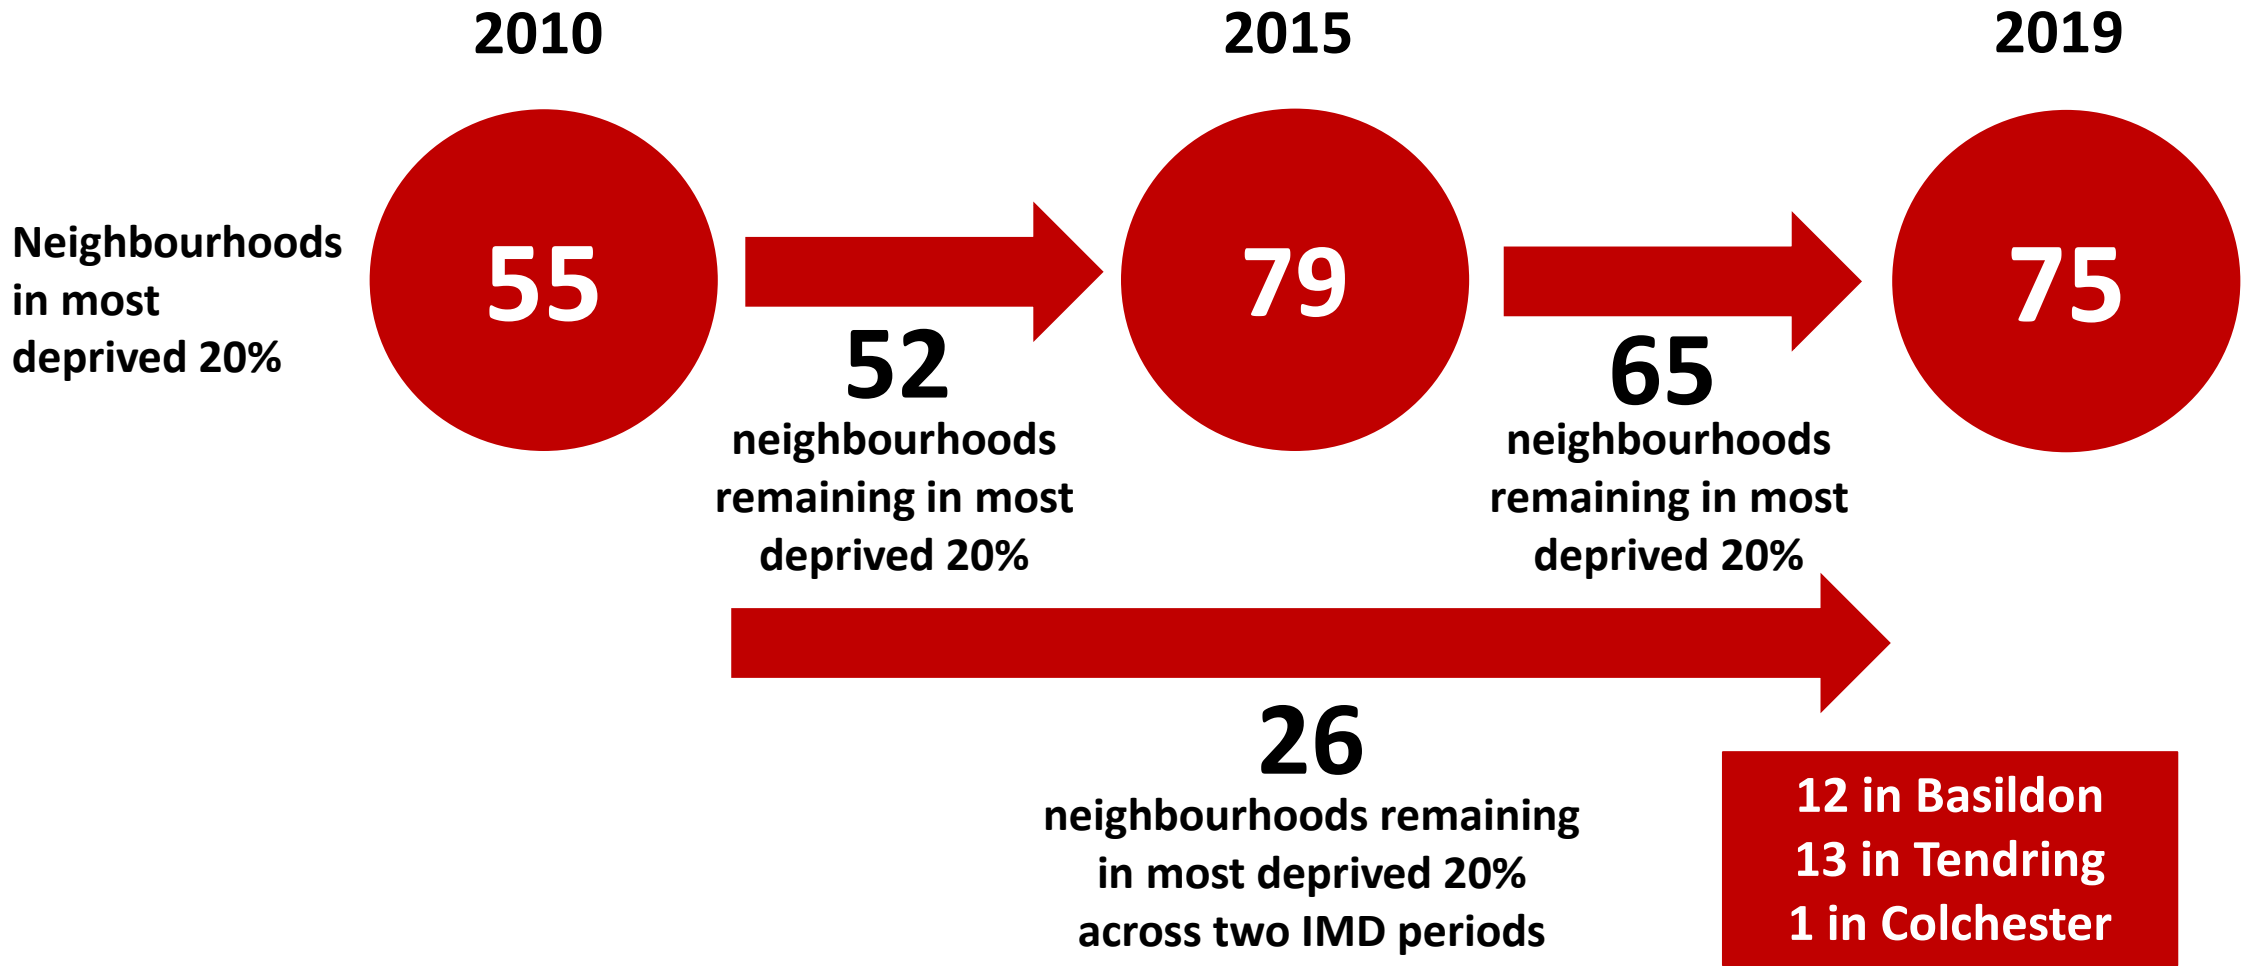 2010
2015
2019
Neighbourhoods
in most
deprived 20%
55
79
75
52
neighbourhoods
remaining in most
deprived 20%
65
neighbourhoods
remaining in most
deprived 20%
26
neighbourhoods remaining
in most deprived 20%
across two IMD periods
12 in Basildon
13 in Tendring
1 in Colchester